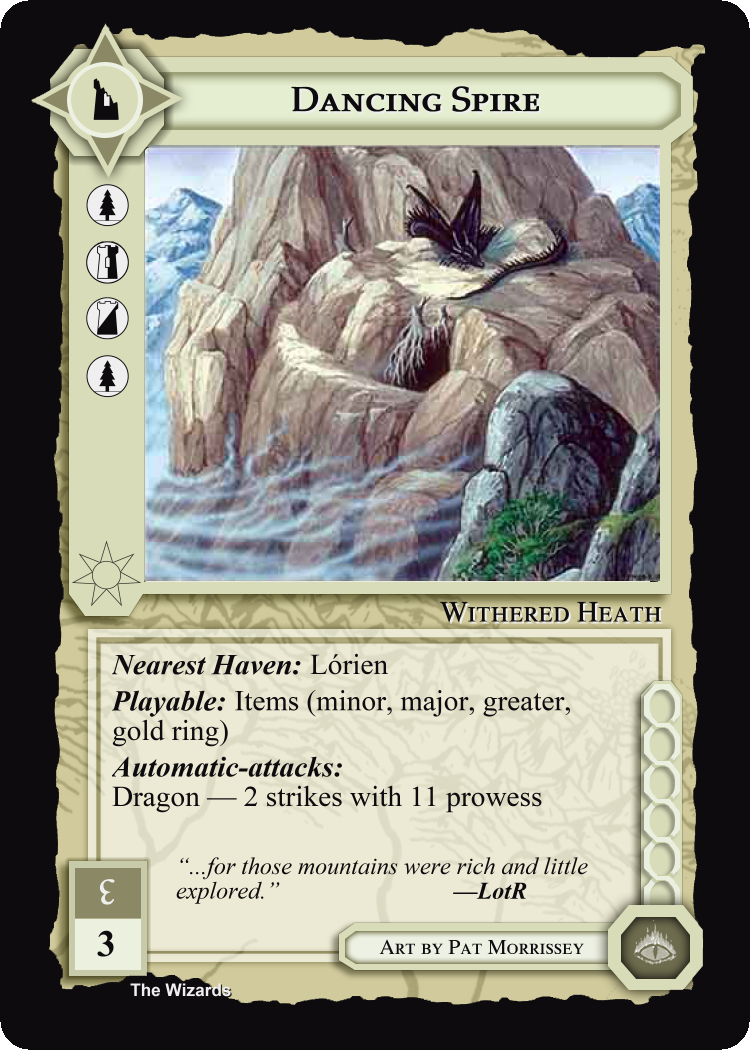 Dancing Spire
Withered Heath
Nearest Haven: Lórien
Playable: Items (minor, major, greater,
gold ring)
Automatic-attacks:
Dragon — 2 strikes with 11 prowess
“...for those mountains were rich and little
explored.” —LotR
3
Art by Pat Morrissey
The Wizards